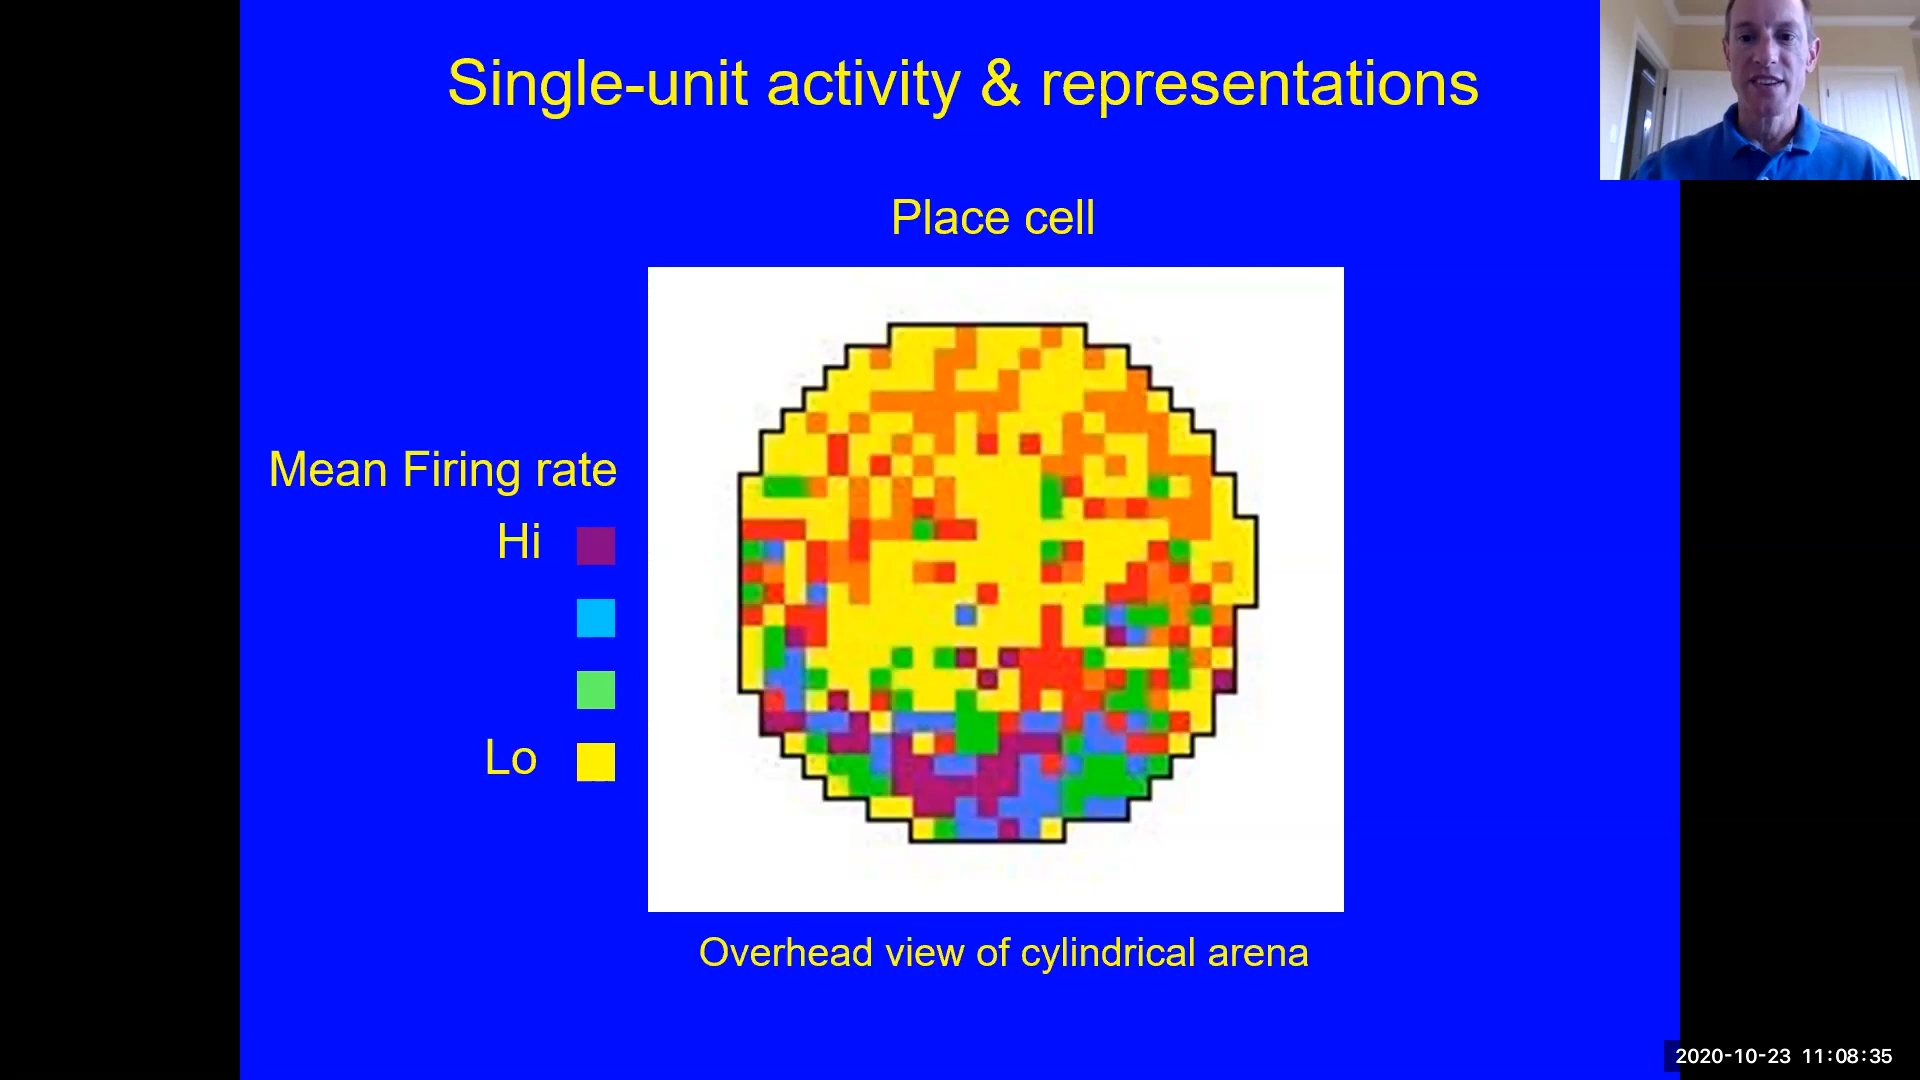 Single-unit activity & representations
Place cell
Mean Firing rate
Hi
Lo
Overhead view of cylindrical arena
2020-10-23 11:08:35